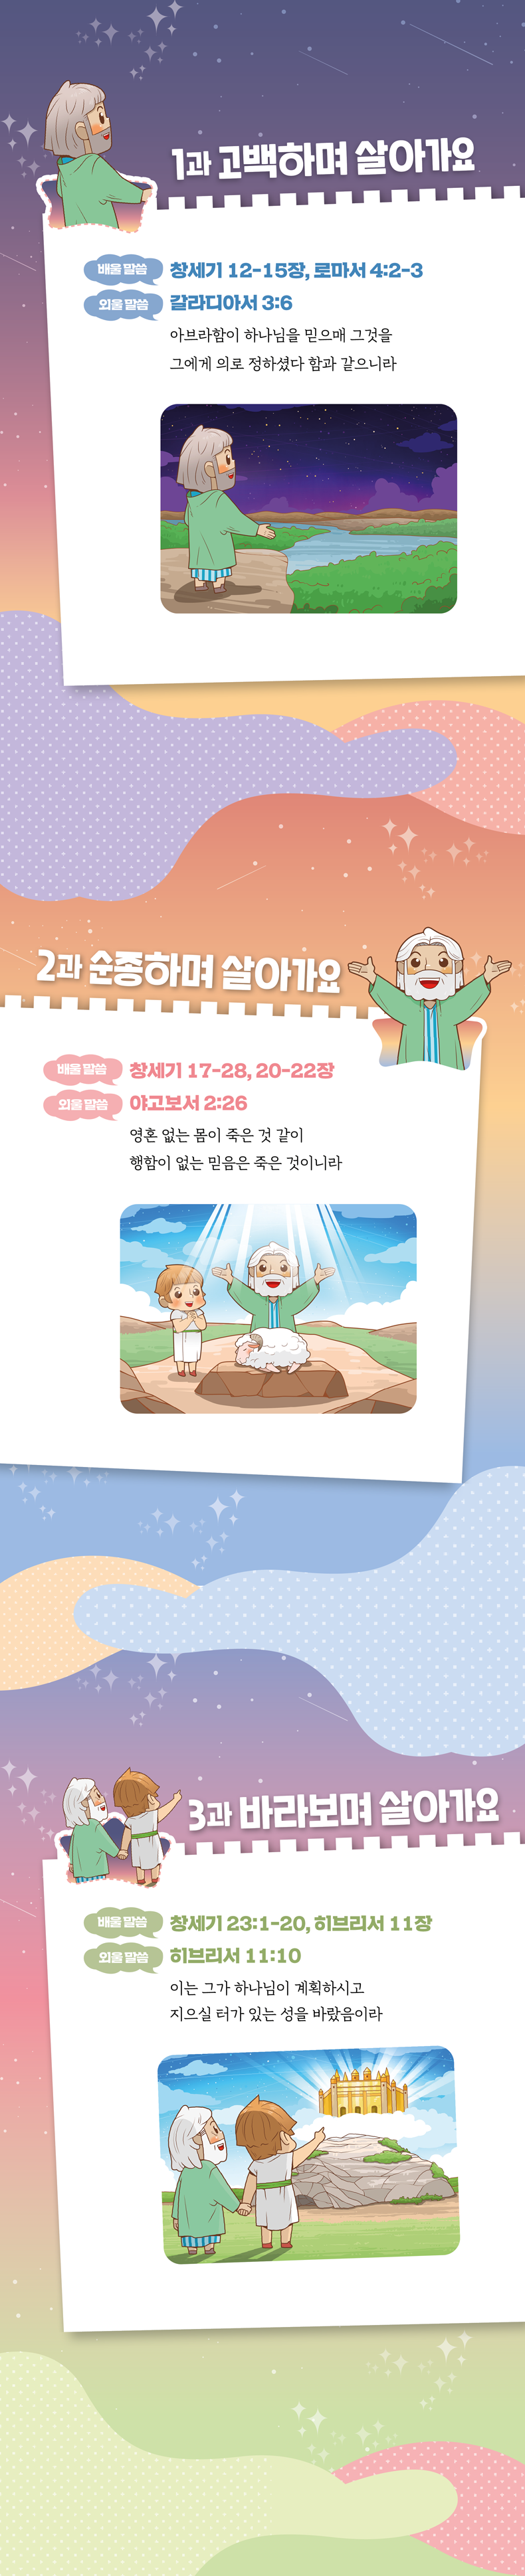 1과 고백하며 살아가요
배울 말씀 창세기 12-15장, 로마서 4:2-3
외울 말씀 갈라디아서 3:6
아브라함이 하나님을 믿으매 그것을
그에게 의로 정하셨다 함과 같으니라
2과 순종하며 살아가요
배울 말씀 창세기 17-28, 20-22장
외울 말씀 야고보서 2:26
영혼 없는 몸이 죽은 것 같이
행함이 없는 믿음은 죽은 것이니라
3과 바라보며 살아가요
배울 말씀 창세기 23:1-20, 히브리서 11장
외울 말씀 히브리서 11:10
이는 그가 하나님이 계획하시고
지으실 터가 있는 성을 바랐음이라